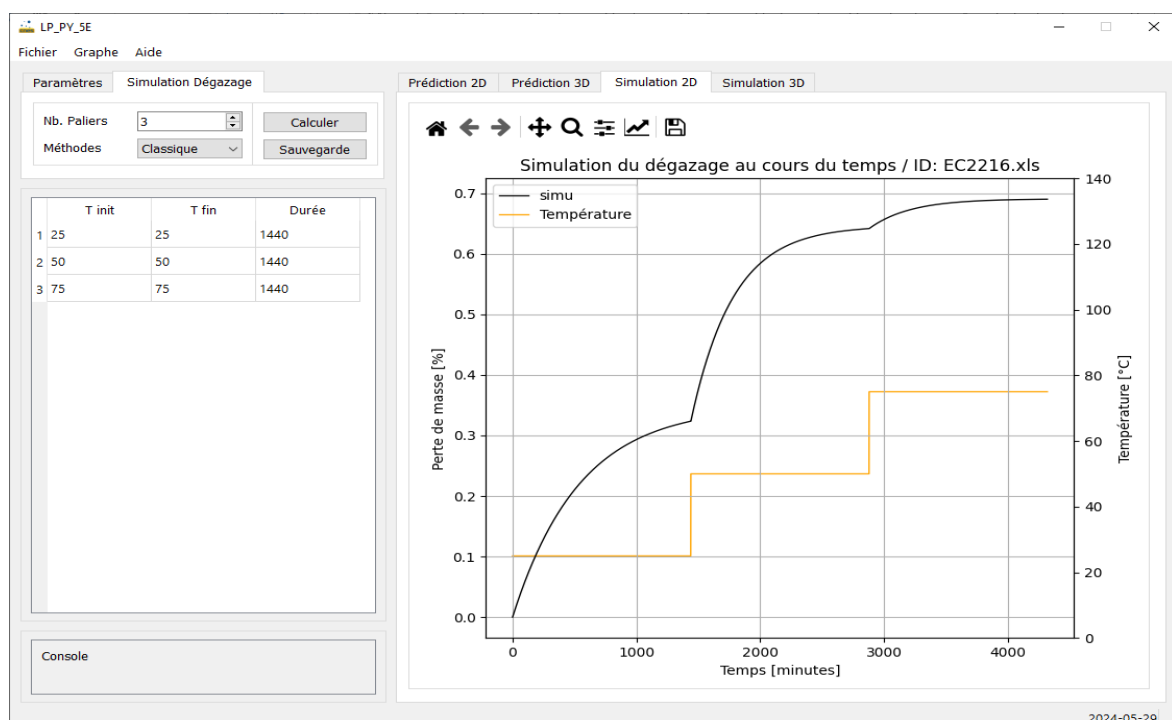 LP_PY_5E
Fichier Graphe Aide
Paramètres Simulation Dégazage
Nb. Paliers 3 Calculer
Méthodes Classique Sauvegarde
T init T fin Durée
1 25 25 1440
2 50 50 1440
3 75 75 1440
Console
Prédiction 2D Prédiction 3D Simulation 2D Simulation 3D
Simulation du dégazage au cours du temps / ID: EC2216.xls
simu
Température
0.7
0.6
0.5
0.4
0.3
0.2
0.1
0.0
Perte de masse [%]
140
120
100
80
60
40
20
0
Température [°C]
0 1000 2000 3000 4000
Temps [minutes]
2024-05-29